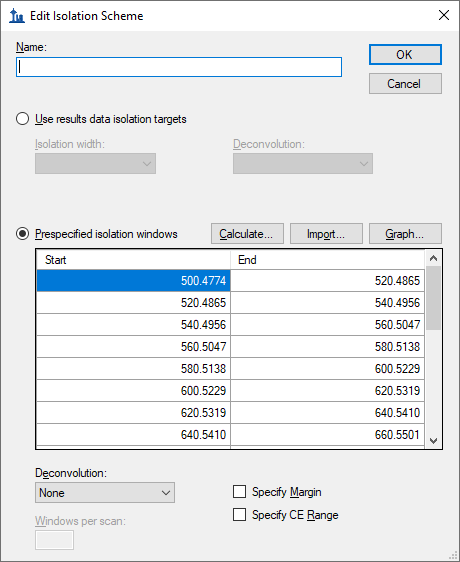 Edit Isolation Scheme
Name:
OK
Cancel
Use results data isolation targets
Isolation width: Deconvolution:
Prespecified isolation windows Calculate... Import... Graph...
Start End
500.4774 520.4865
520.4865 540.4956
540.4956 560.5047
560.5047 580.5138
580.5138 600.5229
600.5229 620.5319
620.5319 640.5410
640.5410 660.5501
Deconvolution:
None
Specify Margin
Specify CE Range
Windows per scan: